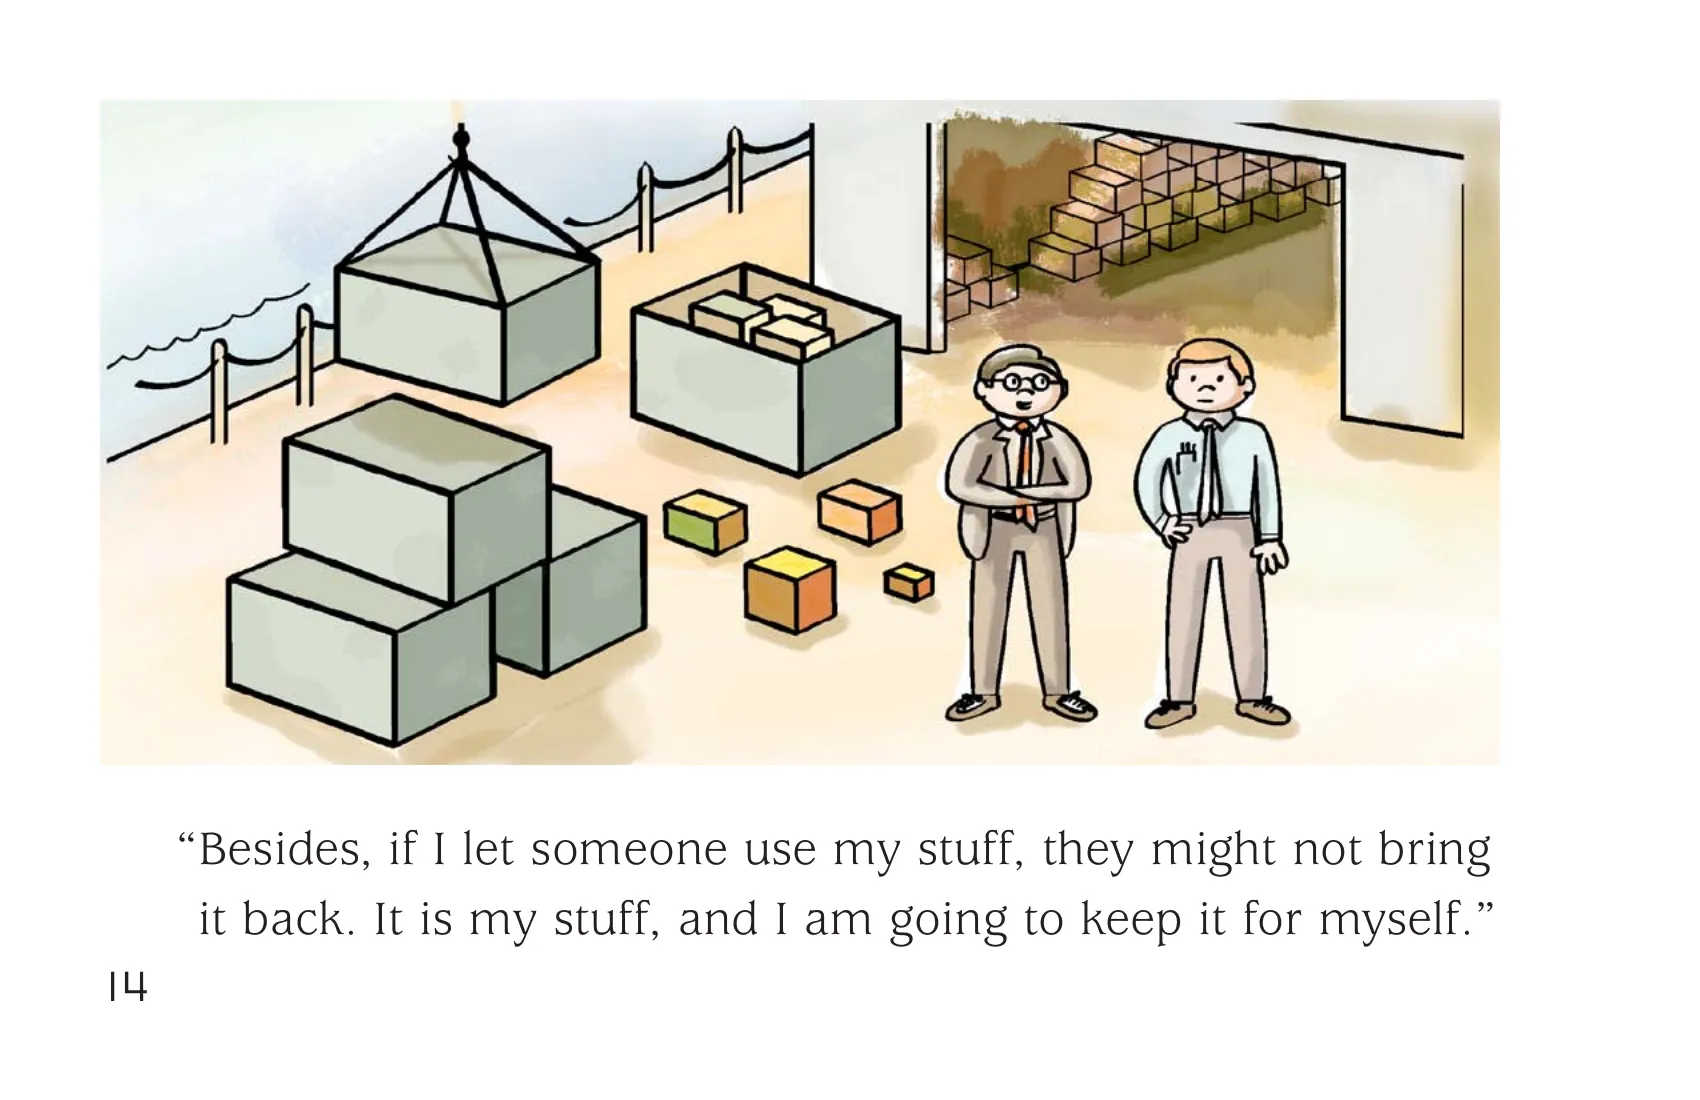 “Besides, if I let someone use my stuff, they might not bring
it back. It is my stuff, and I am going to keep it for myself.”
14